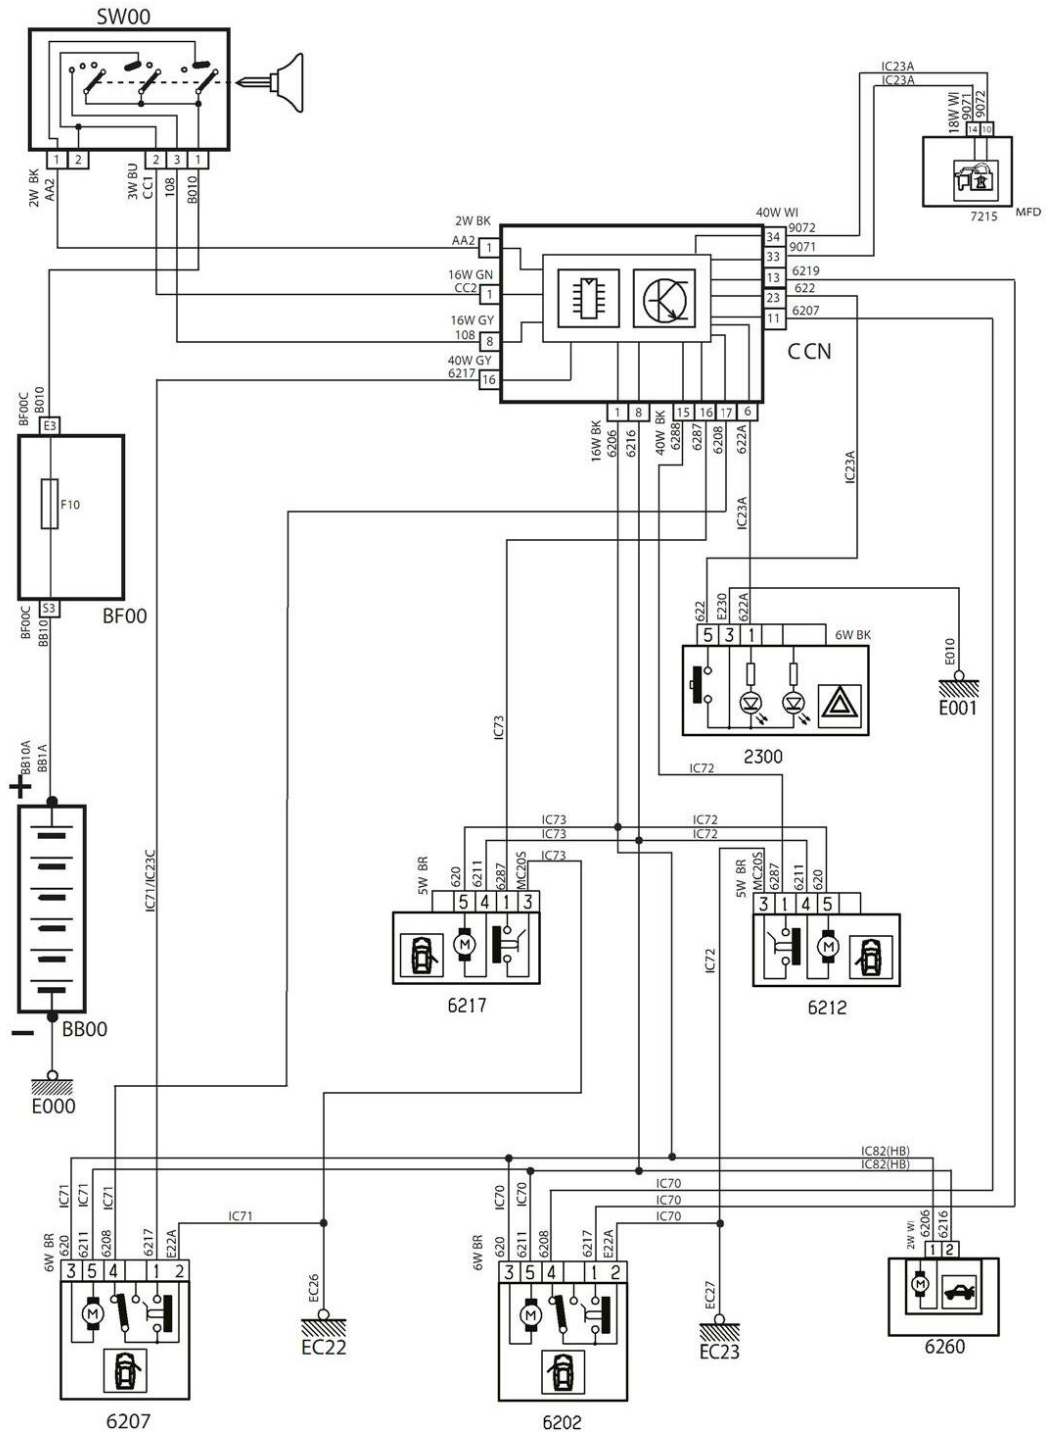 SW00
1 2 2 3 1
2W BK
AA2
3W BU
CC1
108
B010
IC23A
IC23A
18W WI
9071
9072
14 10
7215
MFD
2W BK
AA2 1
16W GN
CC2 1
16W GY
108 8
40W GY
6217 16
40W WI
34 9072
33 9071
13 6219
23 622
11 6207
CCN
1 8 15 16 17 6
16W BK
6206
6216
40W BK
6288
6287
6208
622A
IC23A
IC23A
BF00C
B010
E3
F10
BF00
S3
BF00C
BB10
622
E230
622A
5 3 1
6W BK
2300
E010
E001
BB10A
BB1A
+
−
BB00
E000
IC71/IC23C
IC73
IC72
IC73 IC72
IC73 IC72
IC73
5W BR
620
6211
6287
MC20S
5 4 1 3
M
6217
5W BR
MC20S
6287
6211
620
3 1 4 5
M
6212
IC72
IC82(HB)
IC82(HB)
IC70
IC70
IC70
IC71
IC71
IC71
IC71
6W BR
620
6211
6208
6217
E22A
3 5 4 1 2
M
6207
EC26
EC22
IC70
IC70
6W BR
620
6211
6208
6217
E22A
3 5 4 1 2
M
6202
EC27
EC23
2W WI
6206
6216
1 2
M
6260